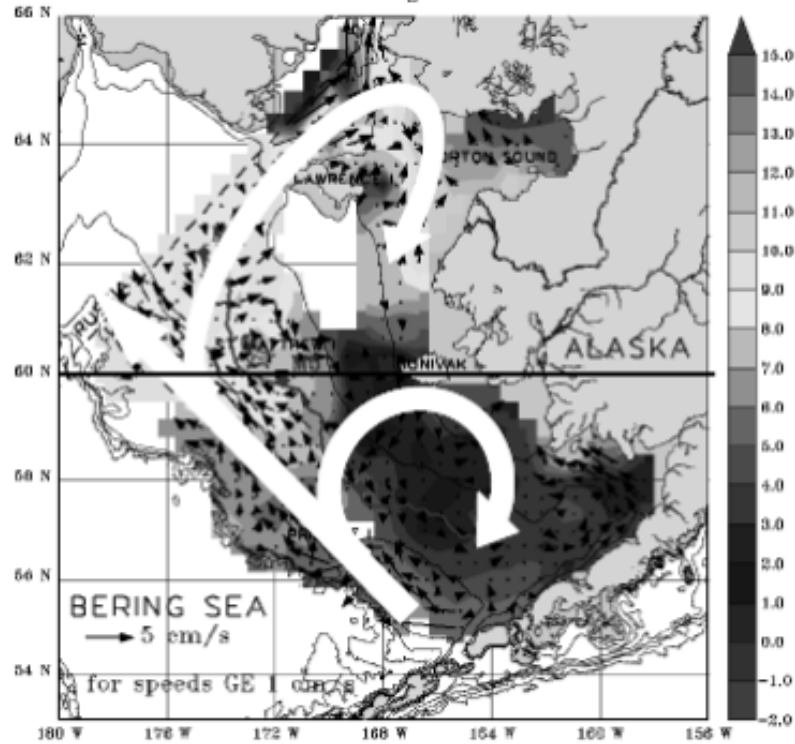 66 N
15.0
14.0
64 N
13.0
ORTON SOUND
12.0
LAWRENCE I.
11.0
62 N
10.0
9.0
8.0
ALASKA
60 N
NUNIVAK I
7.0
6.0
58 N
5.0
4.0
3.0
56 N
2.0
BERING SEA
1.0
5 cm/s
0.0
54 N
for speeds GE 1 cm/s
-1.0
-2.0
180 W 176 W 172 W 168 W 164 W 160 W 156 W